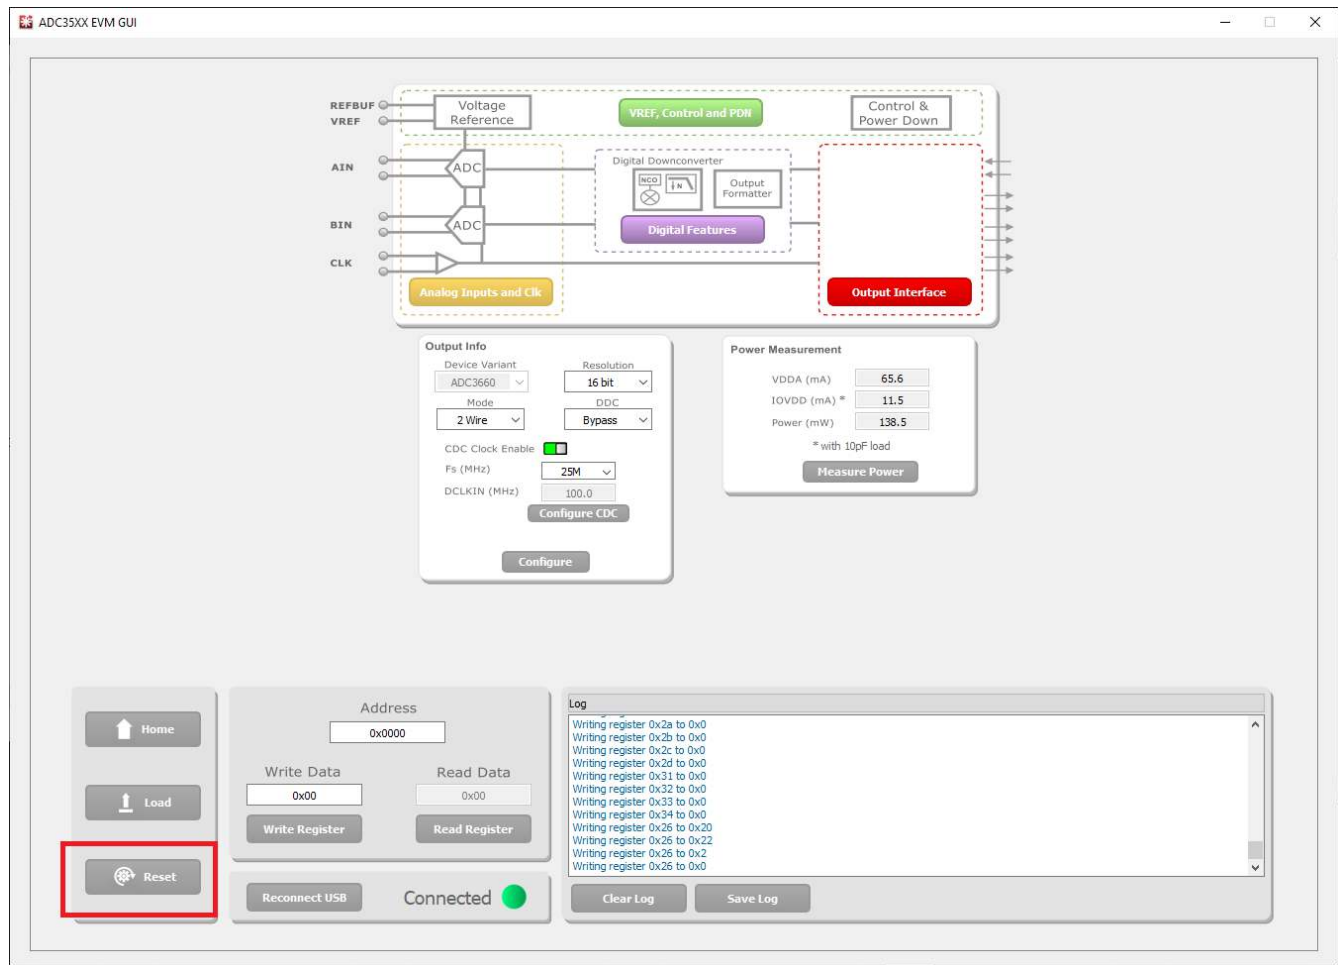 ADC35XX EVM GUI
REFBUF
VREF
Voltage
Reference
VREF, Control and PDN
Control &
Power Down
AIN
ADC
Digital Downconverter
NCO
N
Output
Formatter
BIN
ADC
Digital Features
CLK
Analog Inputs and Clk
Output Interface
Output Info
Device Variant
Resolution
ADC3660
16 bit
Mode
DDC
2 Wire
Bypass
CDC Clock Enable
Fs (MHz)
25M
DCLKIN (MHz)
100.0
Configure CDC
Configure
Power Measurement
VDDA (mA)
65.6
IOVDD (mA) *
11.5
Power (mW)
138.5
* with 10pF load
Measure Power
Home
Load
Reset
Address
0x0000
Write Data
Read Data
0x00
0x00
Write Register
Read Register
Reconnect USB
Connected
Log
Writing register 0x2a to 0x0
Writing register 0x2b to 0x0
Writing register 0x2c to 0x0
Writing register 0x2d to 0x0
Writing register 0x31 to 0x0
Writing register 0x32 to 0x0
Writing register 0x33 to 0x0
Writing register 0x34 to 0x0
Writing register 0x26 to 0x20
Writing register 0x26 to 0x22
Writing register 0x26 to 0x2
Writing register 0x26 to 0x0
Clear Log
Save Log